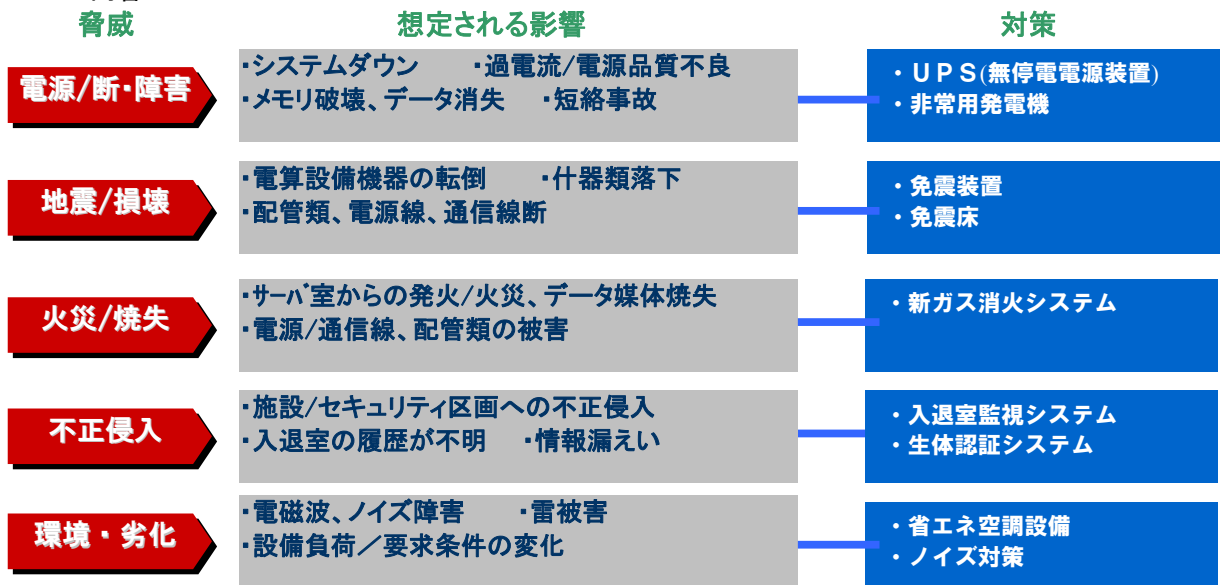 脅威 想定される影響 対策
電源/断・障害
・システムダウン ・過電流/電源品質不良
・メモリ破壊、データ消失 ・短絡事故
・ＵＰＳ(無停電電源装置)
・非常用発電機
地震/損壊
・電算設備機器の転倒 ・什器類落下
・配管類、電源線、通信線断
・免震装置
・免震床
火災/焼失
・ｻｰﾊﾞ室からの発火/火災、データ媒体焼失
・電源/通信線、配管類の被害
・新ガス消火システム
不正侵入
・施設/セキュリティ区画への不正侵入
・入退室の履歴が不明 ・情報漏えい
・入退室監視システム
・生体認証システム
環境・劣化
・電磁波、ノイズ障害 ・雷被害
・設備負荷／要求条件の変化
・省エネ空調設備
・ノイズ対策